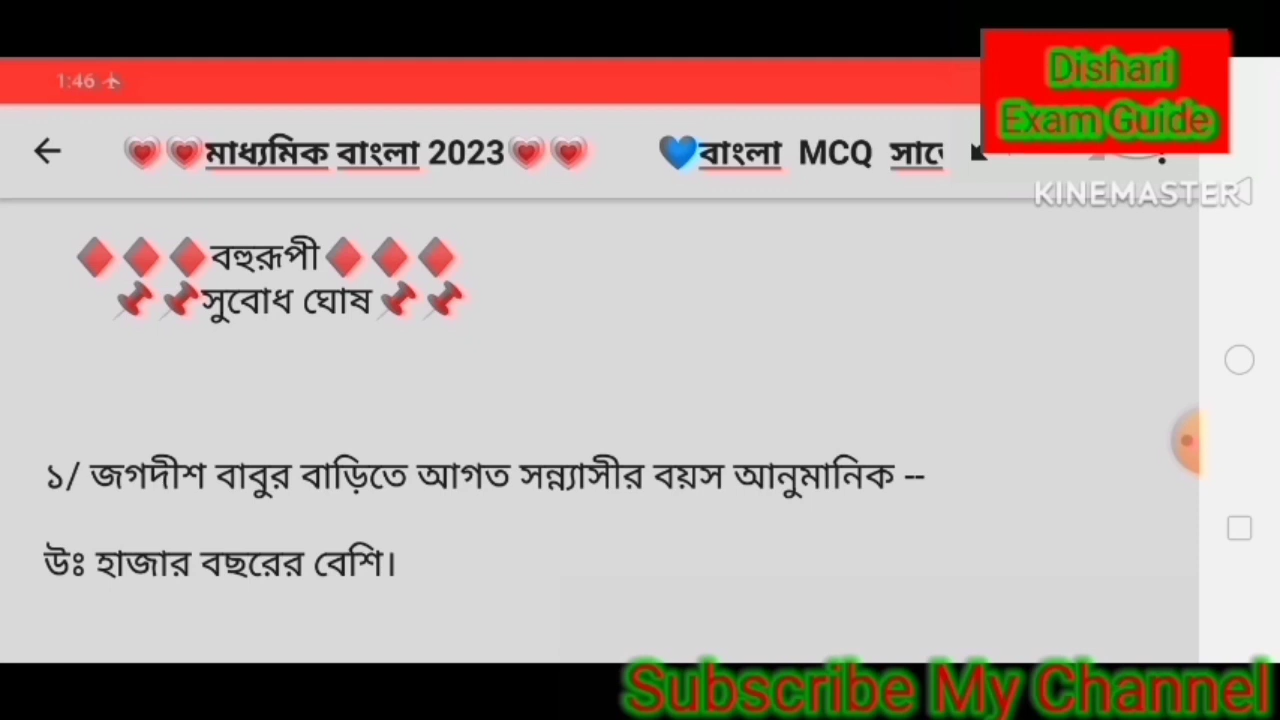 Dishari
Exam Guide
1:46
মাধ্যমিক বাংলা 2023 বাংলা MCQ
KINEMASTER
বহুরূপী
সুবোধ ঘোষ
১/ জগদীশ বাবুর বাড়িতে আগত সন্ন্যাসীর বয়স আনুমানিক --
উঃ হাজার বছরের বেশি।
Subscribe My Channel